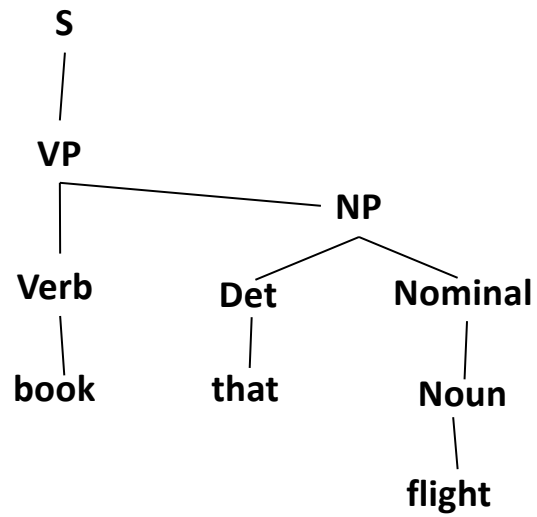 S
VP
NP
Verb
Det
Nominal
book
that
Noun
flight